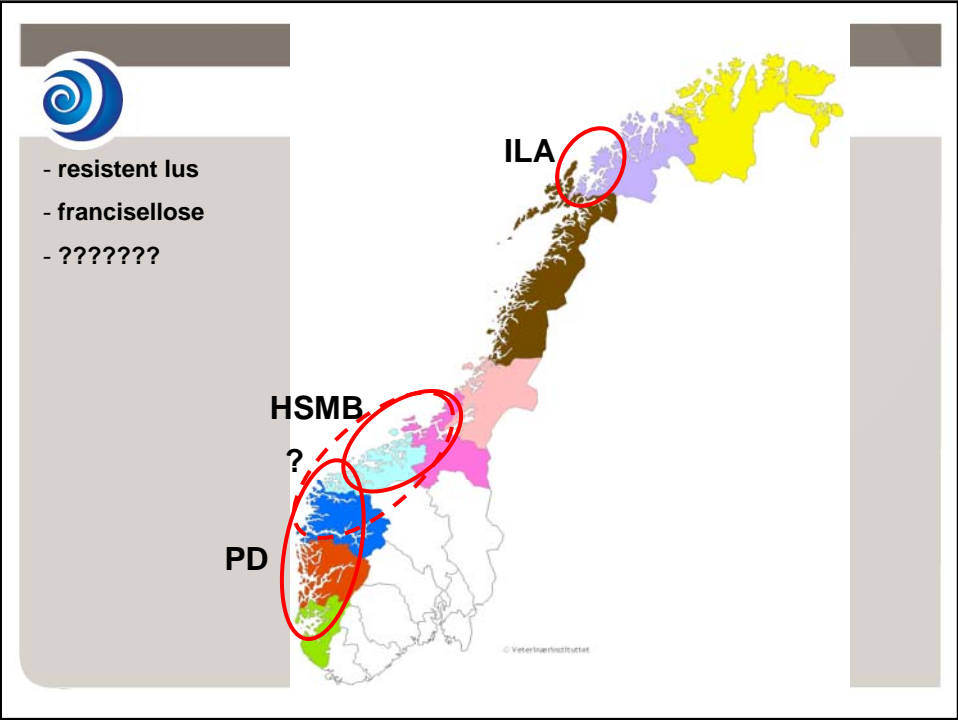 - resistent lus
- francisellose
- ???????
ILA
HSMB
?
PD
© Veterinærinstituttet